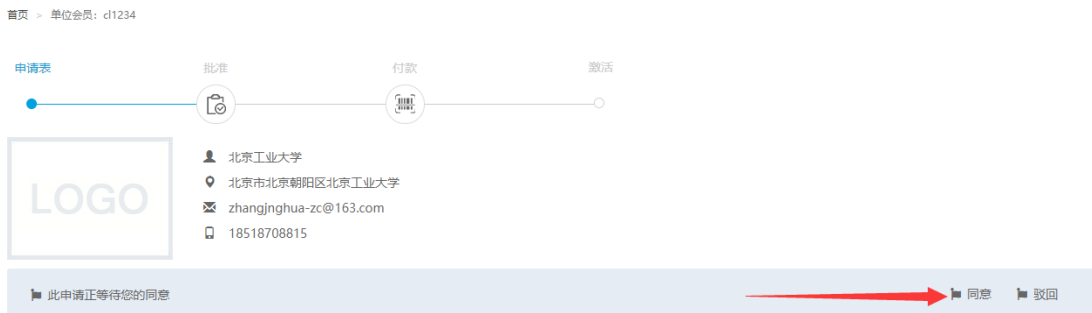 首页 > 单位会员：cl1234
申请表 批准 付款 激活
LOGO
北京工业大学
北京市北京朝阳区北京工业大学
zhangjnghua-zc@163.com
18518708815
此申请正等待您的同意 同意 驳回